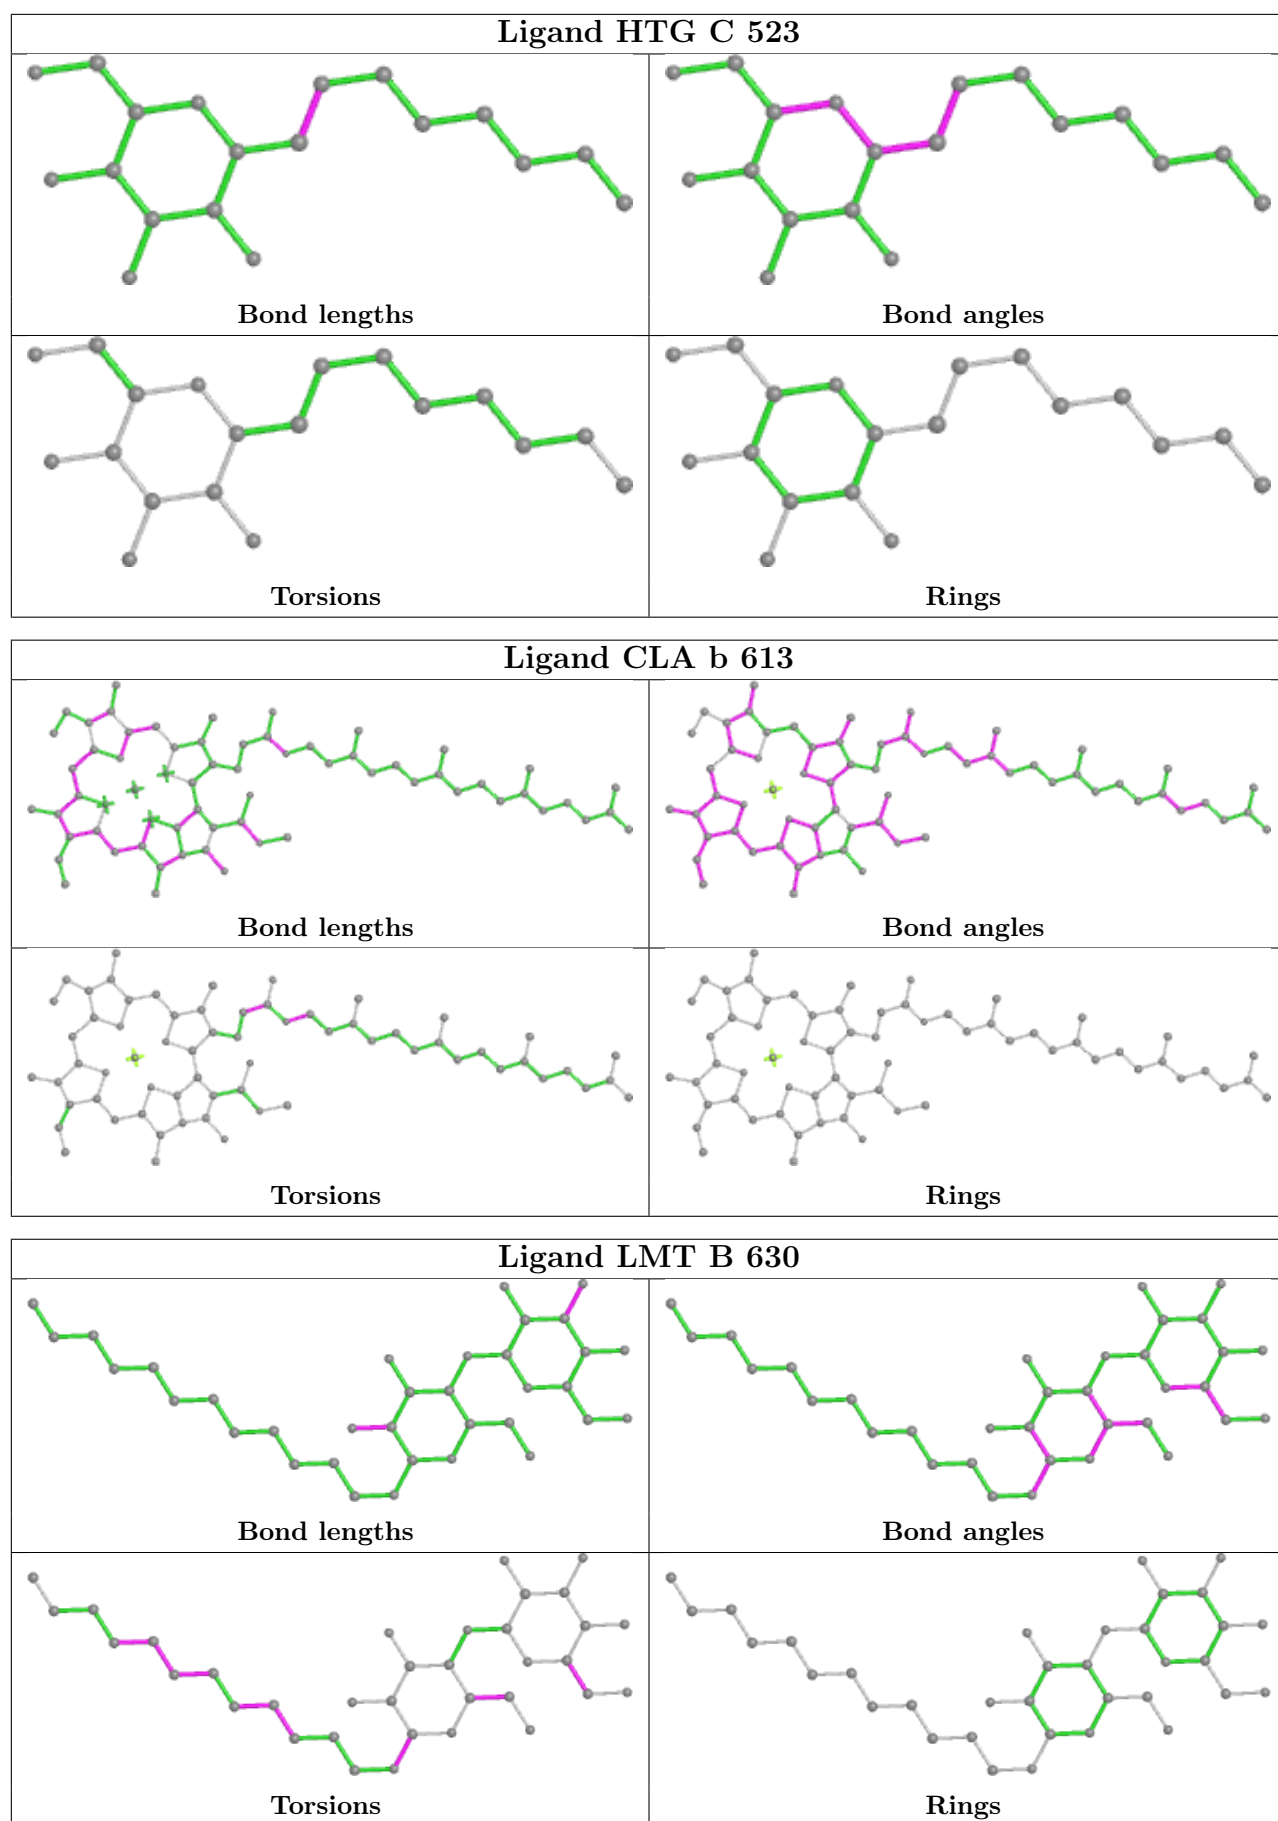 Ligand HTG C 523
Bond lengths
Bond angles
Torsions
Rings
Ligand CLA b 613
Bond lengths
Bond angles
Torsions
Rings
Ligand LMT B 630
Bond lengths
Bond angles
Torsions
Rings